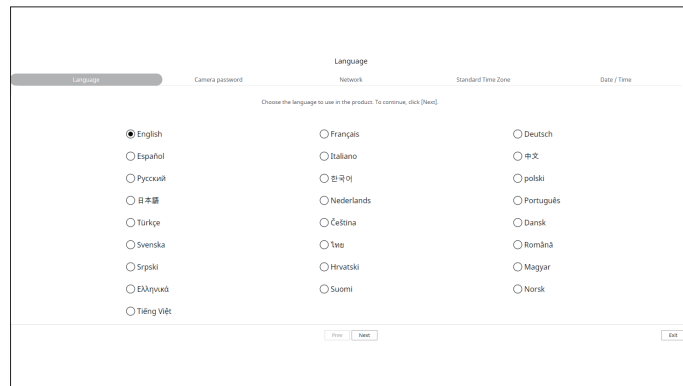 Language
Language Camera password Network Standard Time Zone Date / Time
Choose the language to use in the product. To continue, click [Next].
English Français Deutsch
Español Italiano 中文
Русский 한국어 polski
日本語 Nederlands Português
Türkçe Čeština Dansk
Svenska ไทย Română
Srpski Hrvatski Magyar
Ελληνικά Suomi Norsk
Tiếng Việt
Prev Next Exit